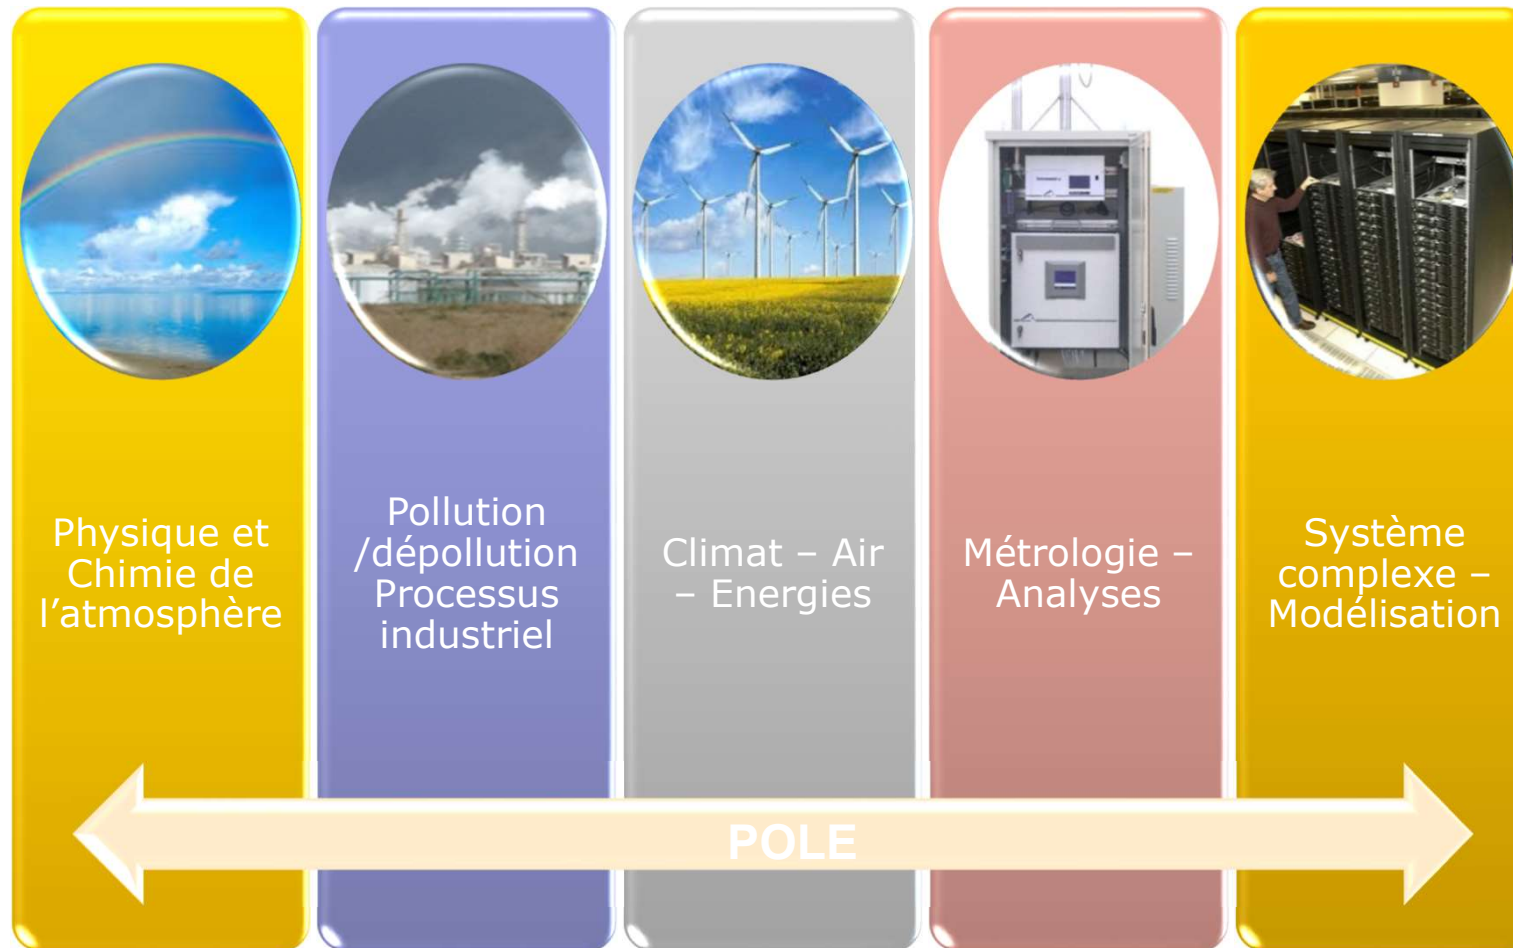 Physique et
Chimie de
l’atmosphère
Pollution
/dépollution
Processus
industriel
Climat – Air
– Energies
Métrologie –
Analyses
Système
complexe –
Modélisation
POLE